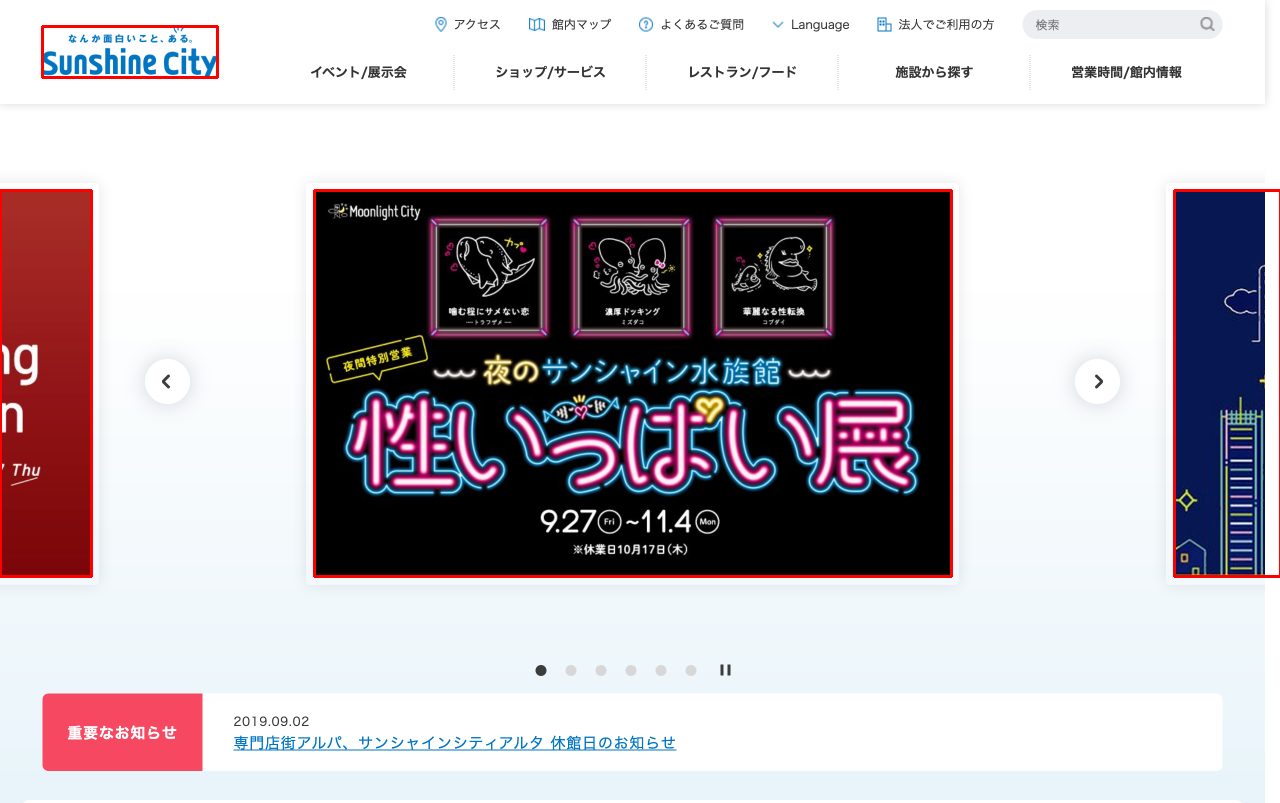 なんか面白いこと、ある。
Sunshine City
アクセス
館内マップ
よくあるご質問
Language
法人でご利用の方
検索
イベント/展示会
ショップ/サービス
レストラン/フード
施設から探す
営業時間/館内情報
Moonlight City
カプッ
噛む程にサメない恋
ートラフザメー
濃厚ドッキング
ミズダコ
華麗なる性転換
コブダイ
夜間特別営業
夜のサンシャイン水族館
性いっぱい展
9.27 Fri ~11.4 Mon
※休業日10月17日(木)
Thu
重要なお知らせ
2019.09.02
専門店街アルパ、サンシャインシティアルタ 休館日のお知らせ